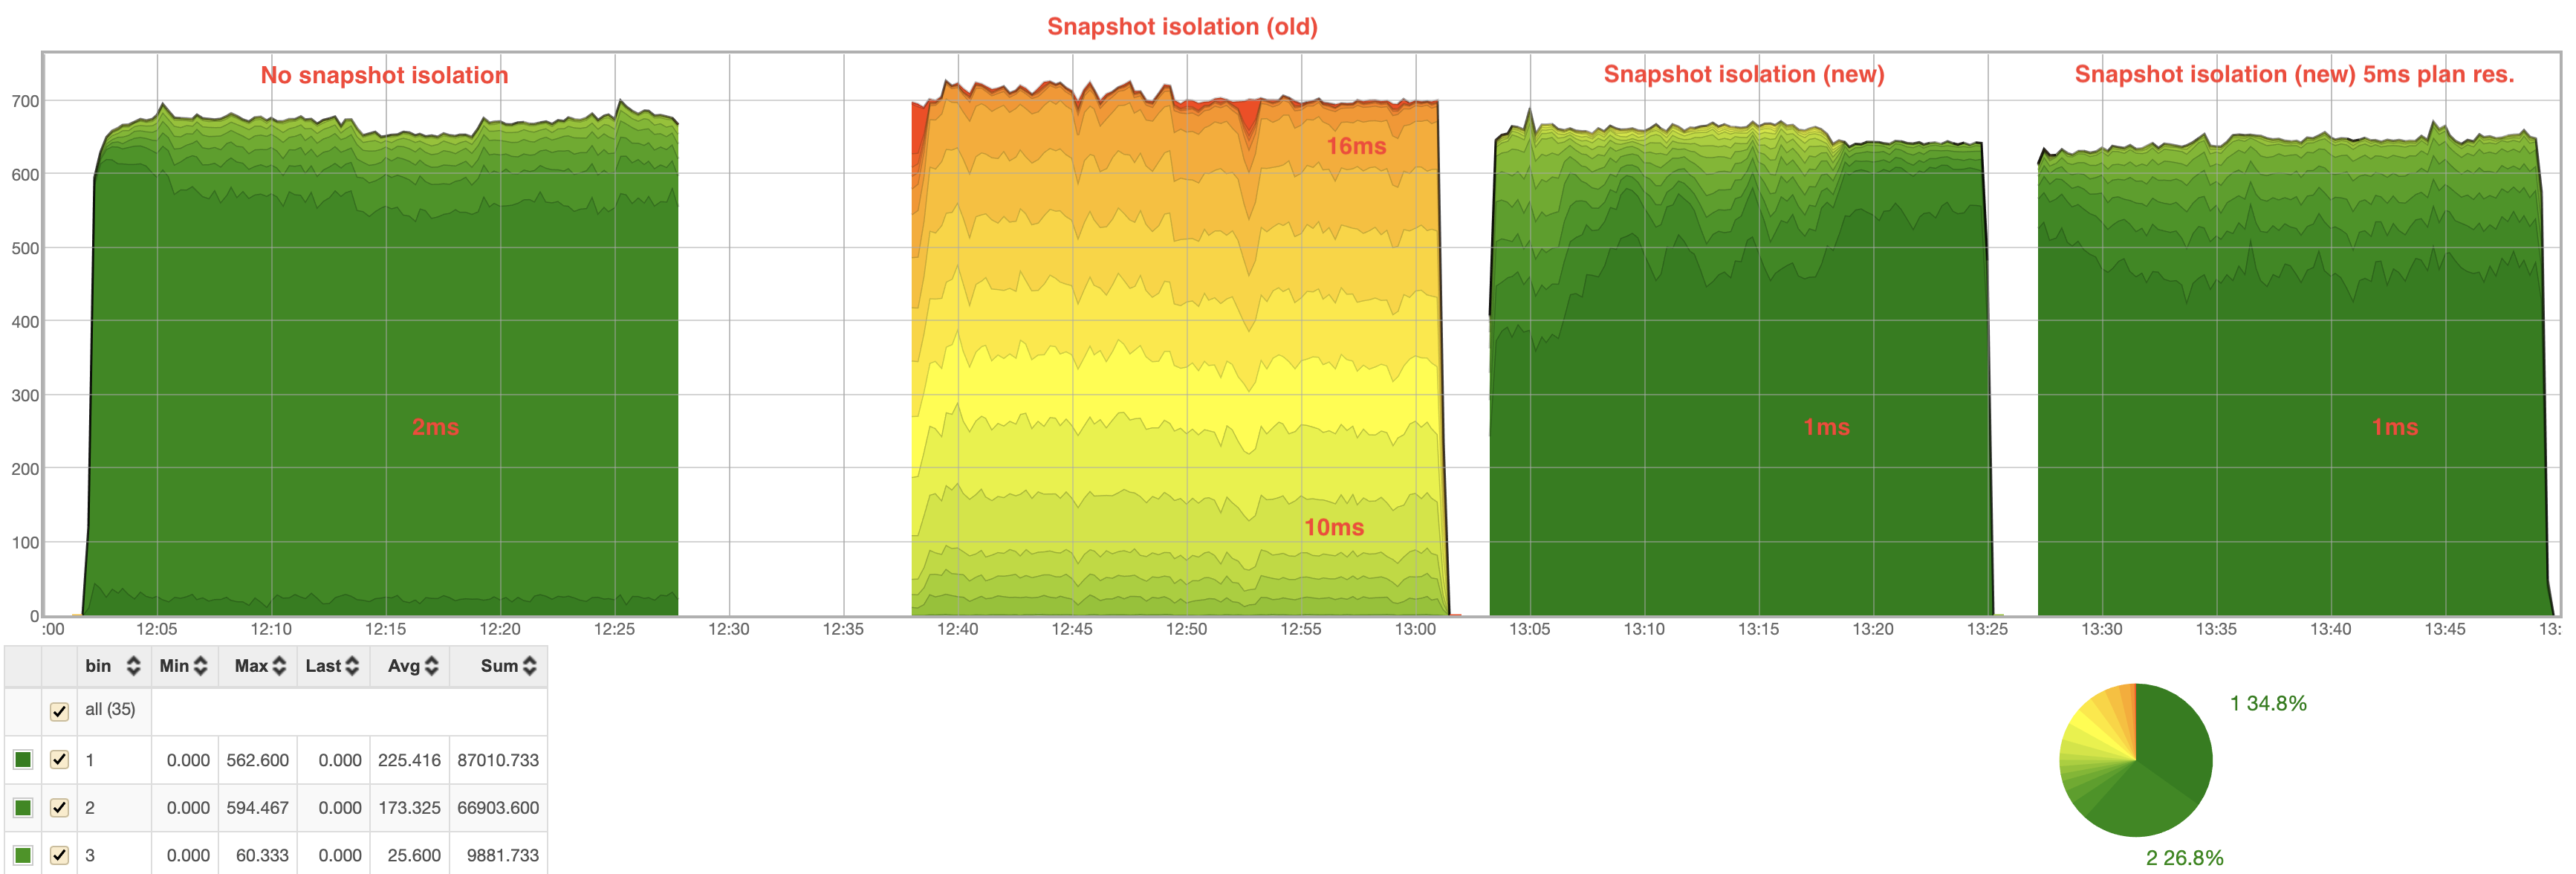 Snapshot isolation (old)
No snapshot isolation
Snapshot isolation (new)
Snapshot isolation (new) 5ms plan res.
700
600
500
400
300
200
100
0
16ms
2ms
10ms
1ms
1ms
:00 12:05 12:10 12:15 12:20 12:25 12:30 12:35 12:40 12:45 12:50 12:55 13:00 13:05 13:10 13:15 13:20 13:25 13:30 13:35 13:40 13:45 13:
bin Min Max Last Avg Sum
all (35)
1 0.000 562.600 0.000 225.416 87010.733
2 0.000 594.467 0.000 173.325 66903.600
3 0.000 60.333 0.000 25.600 9881.733
1 34.8%
2 26.8%